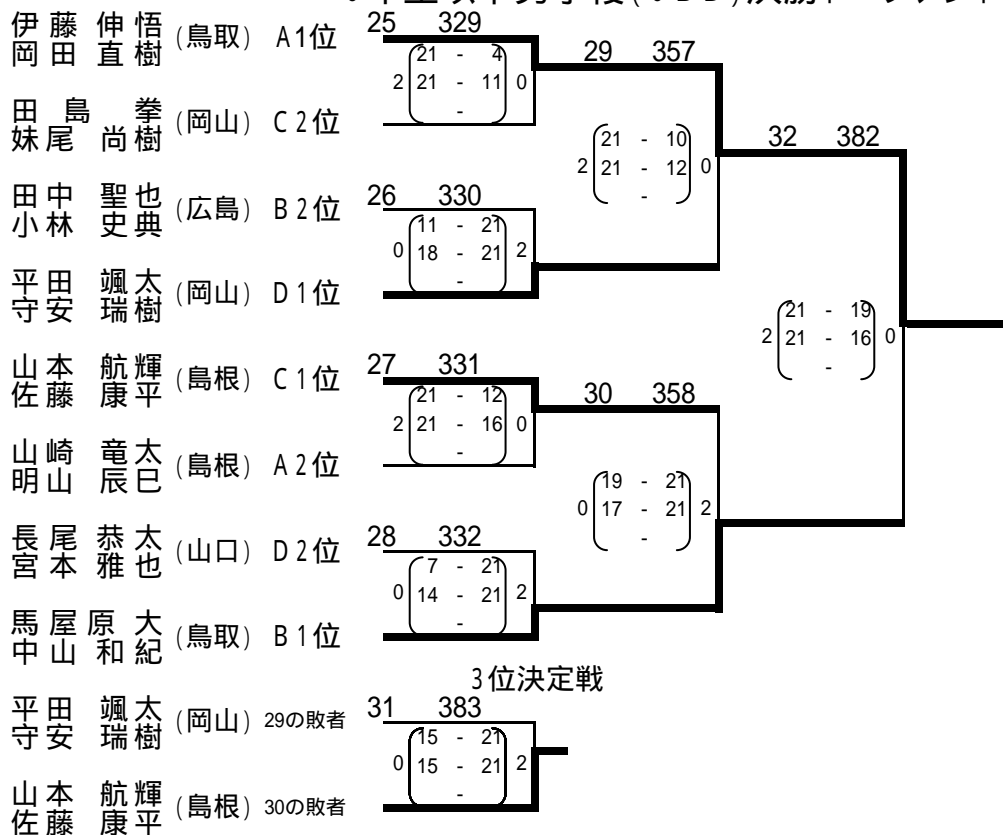 伊藤 伸悟
岡田 直樹
(鳥取) A1位
25 329
21 - 4
2 21 - 11 0
-
田島 拳
妹尾 尚樹
(岡山) C2位
29 357
21 - 10
2 21 - 12 0
-
田中 聖也
小林 史典
(広島) B2位
26 330
11 - 21
0 18 - 21 2
-
平田 颯太
守安 瑞樹
(岡山) D1位
32 382
21 - 19
2 21 - 16 0
-
山本 航輝
佐藤 康平
(島根) C1位
27 331
21 - 12
2 21 - 16 0
-
山崎 竜太
明山 辰巳
(島根) A2位
30 358
19 - 21
0 17 - 21 2
-
長尾 恭太
宮本 雅也
(山口) D2位
28 332
7 - 21
0 14 - 21 2
-
馬屋原 大
中山 和紀
(鳥取) B1位
3位決定戦
平田 颯太
守安 瑞樹
(岡山) 29の敗者
31 383
15 - 21
0 15 - 21 2
-
山本 航輝
佐藤 康平
(島根) 30の敗者